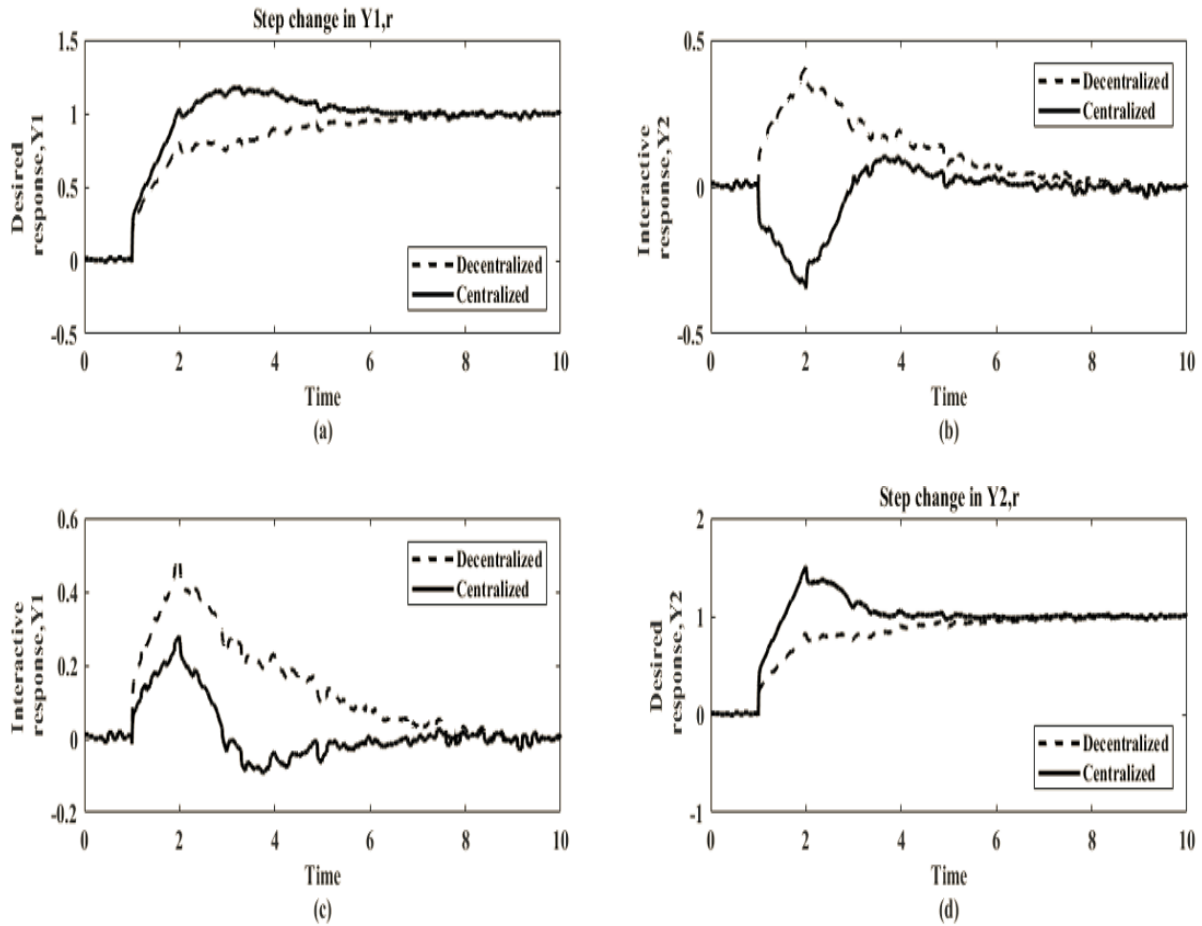 Step change in Y1,r
Desired
response,Y1
1.5
1
0.5
0
-0.5
0 2 4 6 8 10
Time
(a)
Decentralized
Centralized
Interactive
response,Y2
0.5
0
-0.5
0 2 4 6 8 10
Time
(b)
Decentralized
Centralized
Interactive
response,Y1
0.6
0.4
0.2
0
-0.2
0 2 4 6 8 10
Time
(c)
Decentralized
Centralized
Step change in Y2,r
Desired
response,Y2
2
1
0
-1
0 2 4 6 8 10
Time
(d)
Decentralized
Centralized